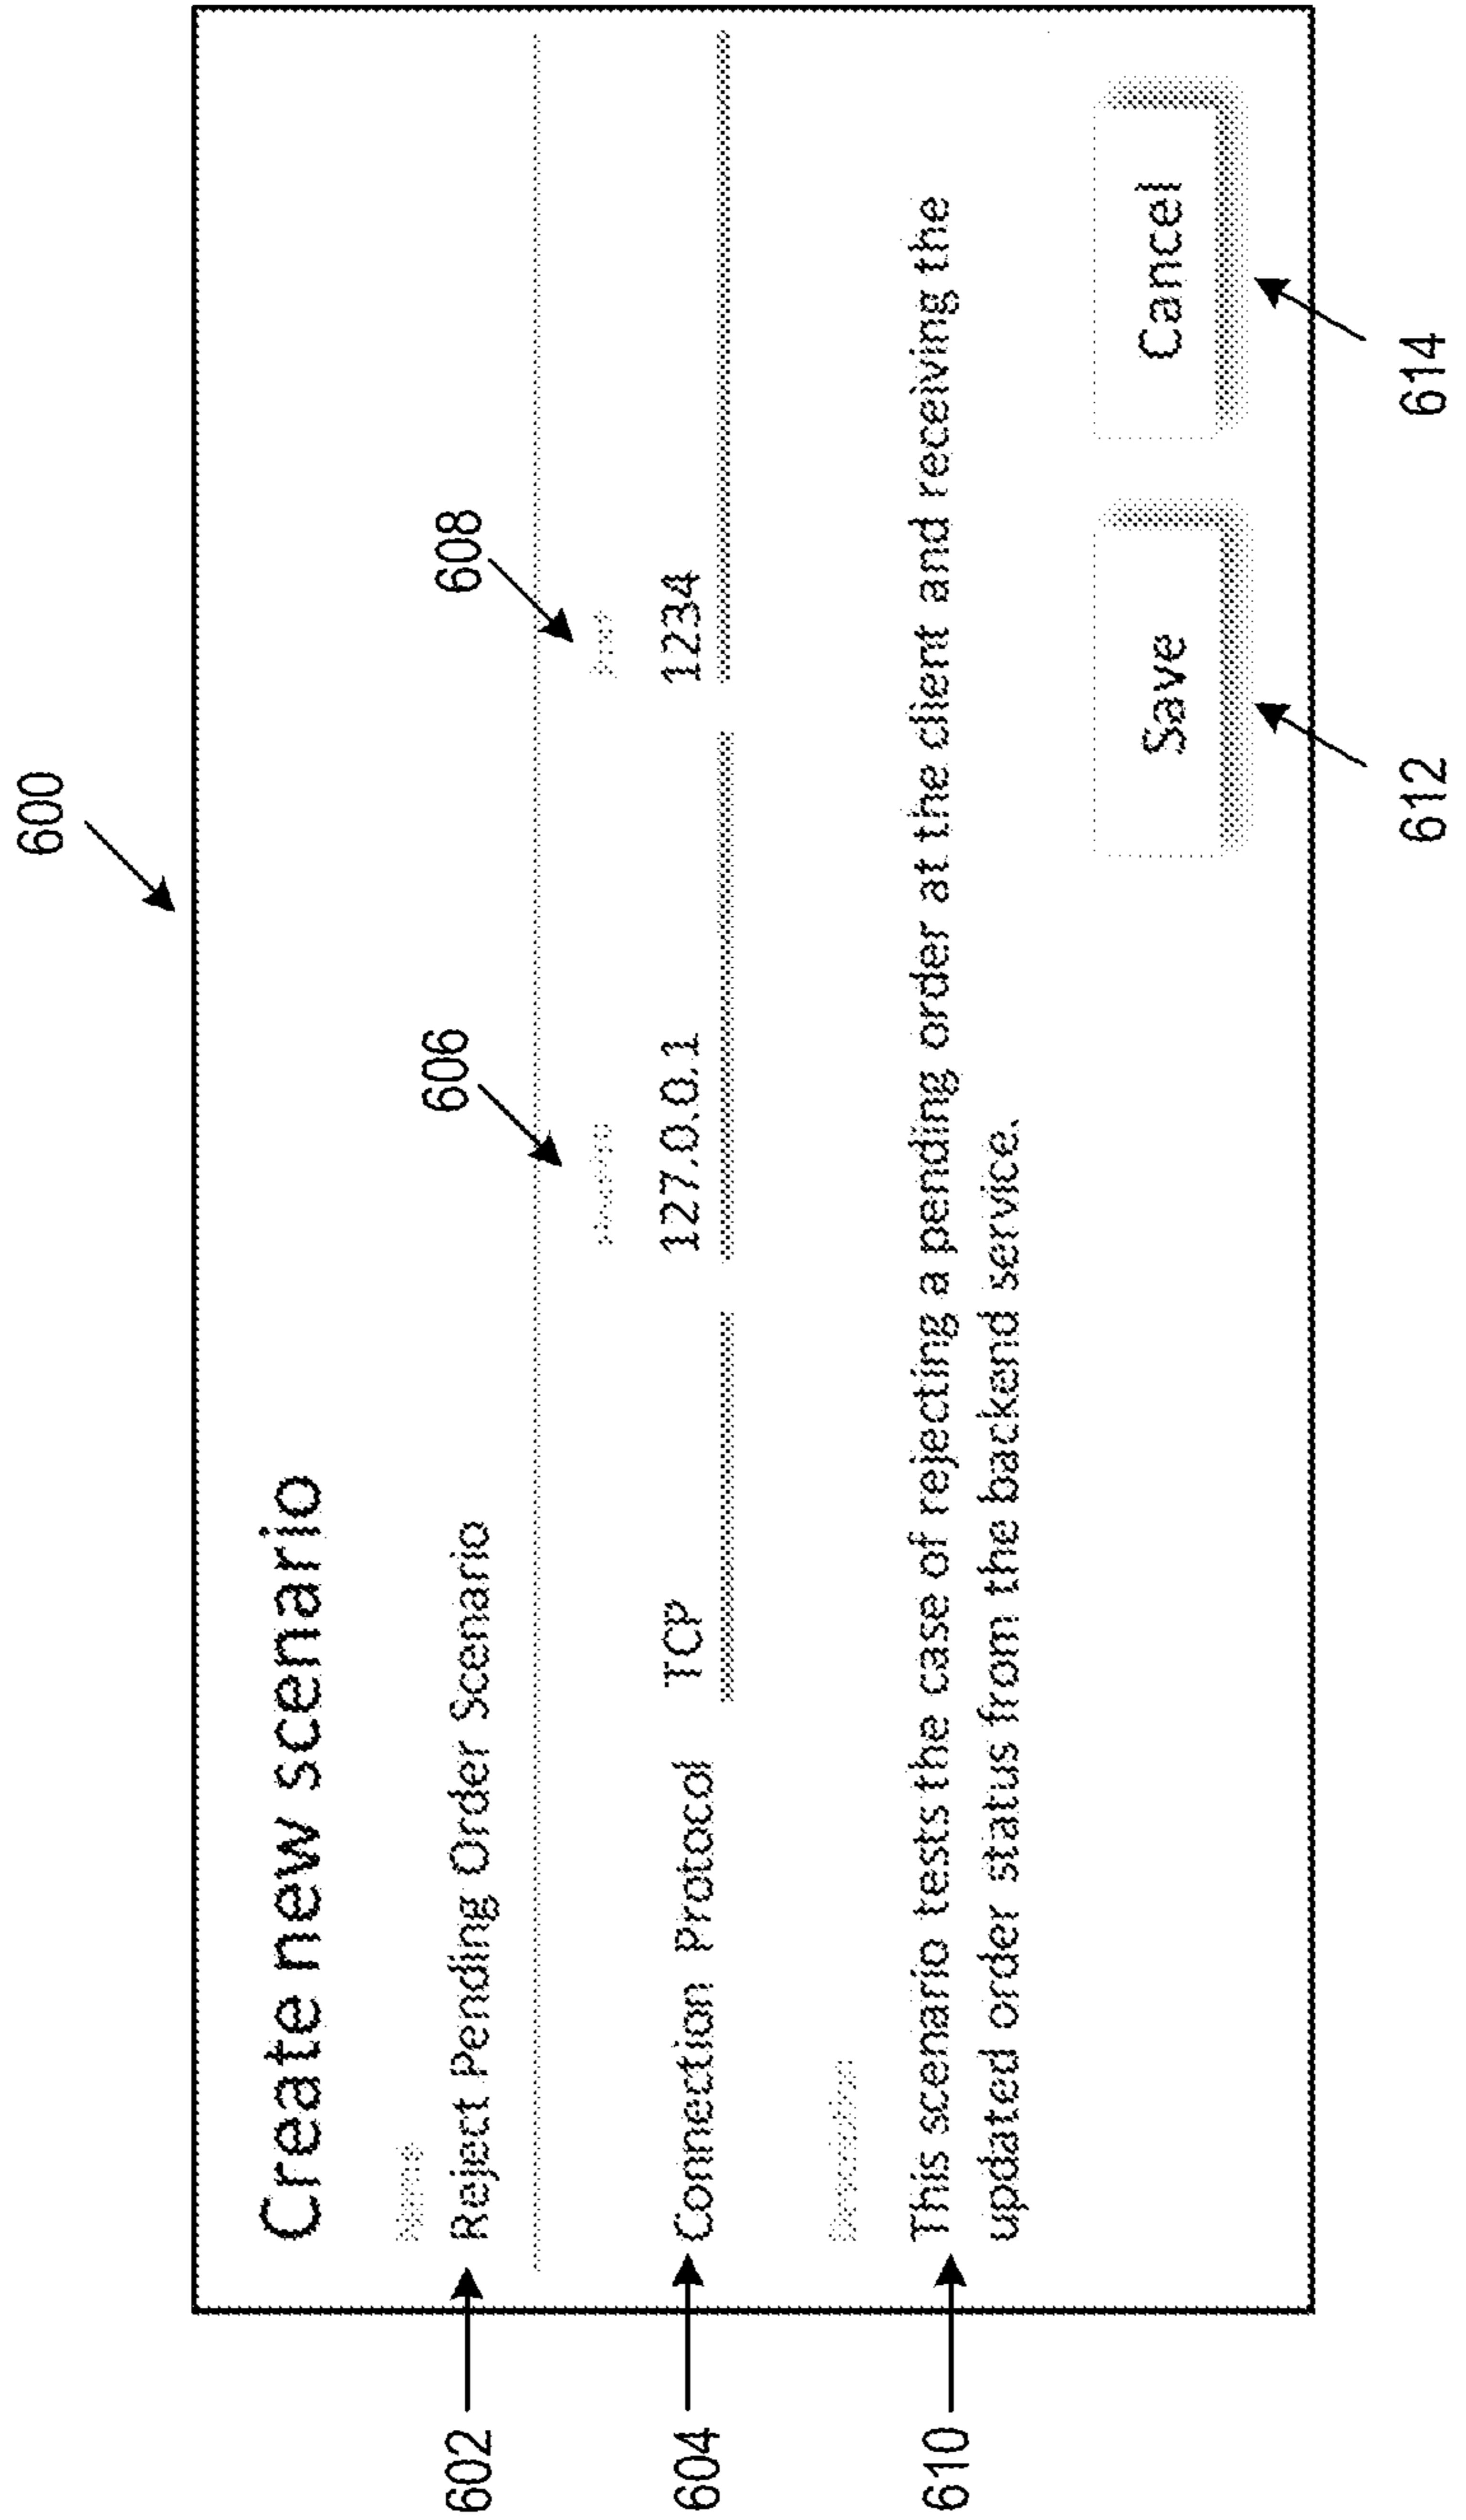 600
Create new scenario
602
Reject Pending Order Scenario
606
608
604
Connection Protocol TCP 127.0.0.1 1234
610
This scenario tests the case of rejecting a pending order at the client and receiving the
updated order status from the backend service.
Save Cancel
612 614